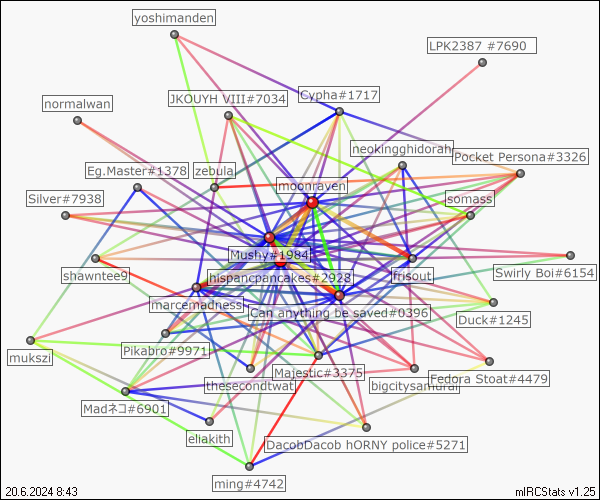 yoshimanden
LPK2387 #7690
JKOUYH VIII#7034
Cypha#1717
normalwan
neokingghidorah
Pocket Persona#3326
Eg.Master#1378
zebula
moonraven
Silver#7938
somass
Mushy#1984
shawntee9
hispancpancakes#2928
frisout
Swirly Boi#6154
marcemadness
Can anything be saved#0396
Duck#1245
Pikabro#9971
mukszi
Majestic#3375
Fedora Stoat#4479
thesecondtwat
bigcitysamurai
Madネコ#6901
eliakith
DacobDacob hORNY police#5271
ming#4742
20.6.2024 8:43
mIRCStats v1.25